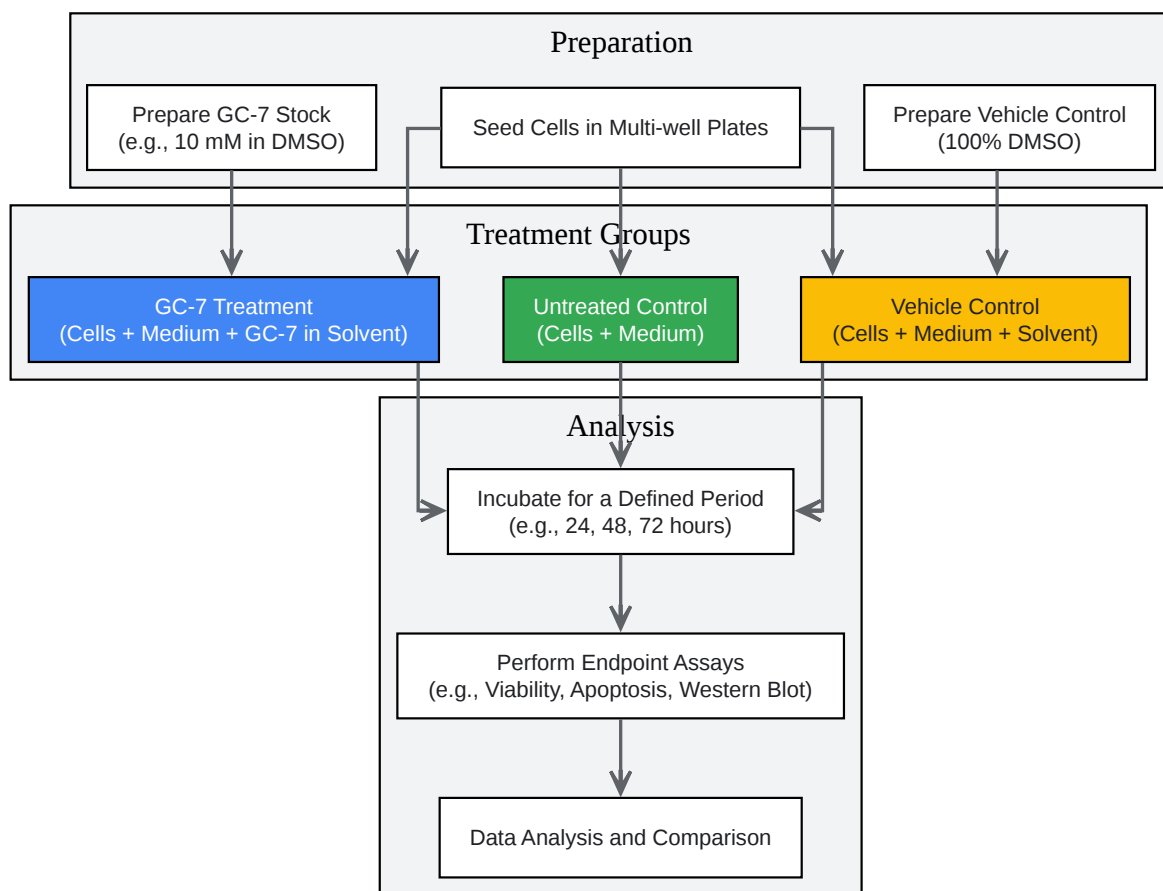 Preparation
Prepare GC-7 Stock
(e.g., 10 mM in DMSO)
Seed Cells in Multi-well Plates
Prepare Vehicle Control
(100% DMSO)
Treatment Groups
GC-7 Treatment
(Cells + Medium + GC-7 in Solvent)
Untreated Control
(Cells + Medium)
Vehicle Control
(Cells + Medium + Solvent)
Analysis
Incubate for a Defined Period
(e.g., 24, 48, 72 hours)
Perform Endpoint Assays
(e.g., Viability, Apoptosis, Western Blot)
Data Analysis and Comparison